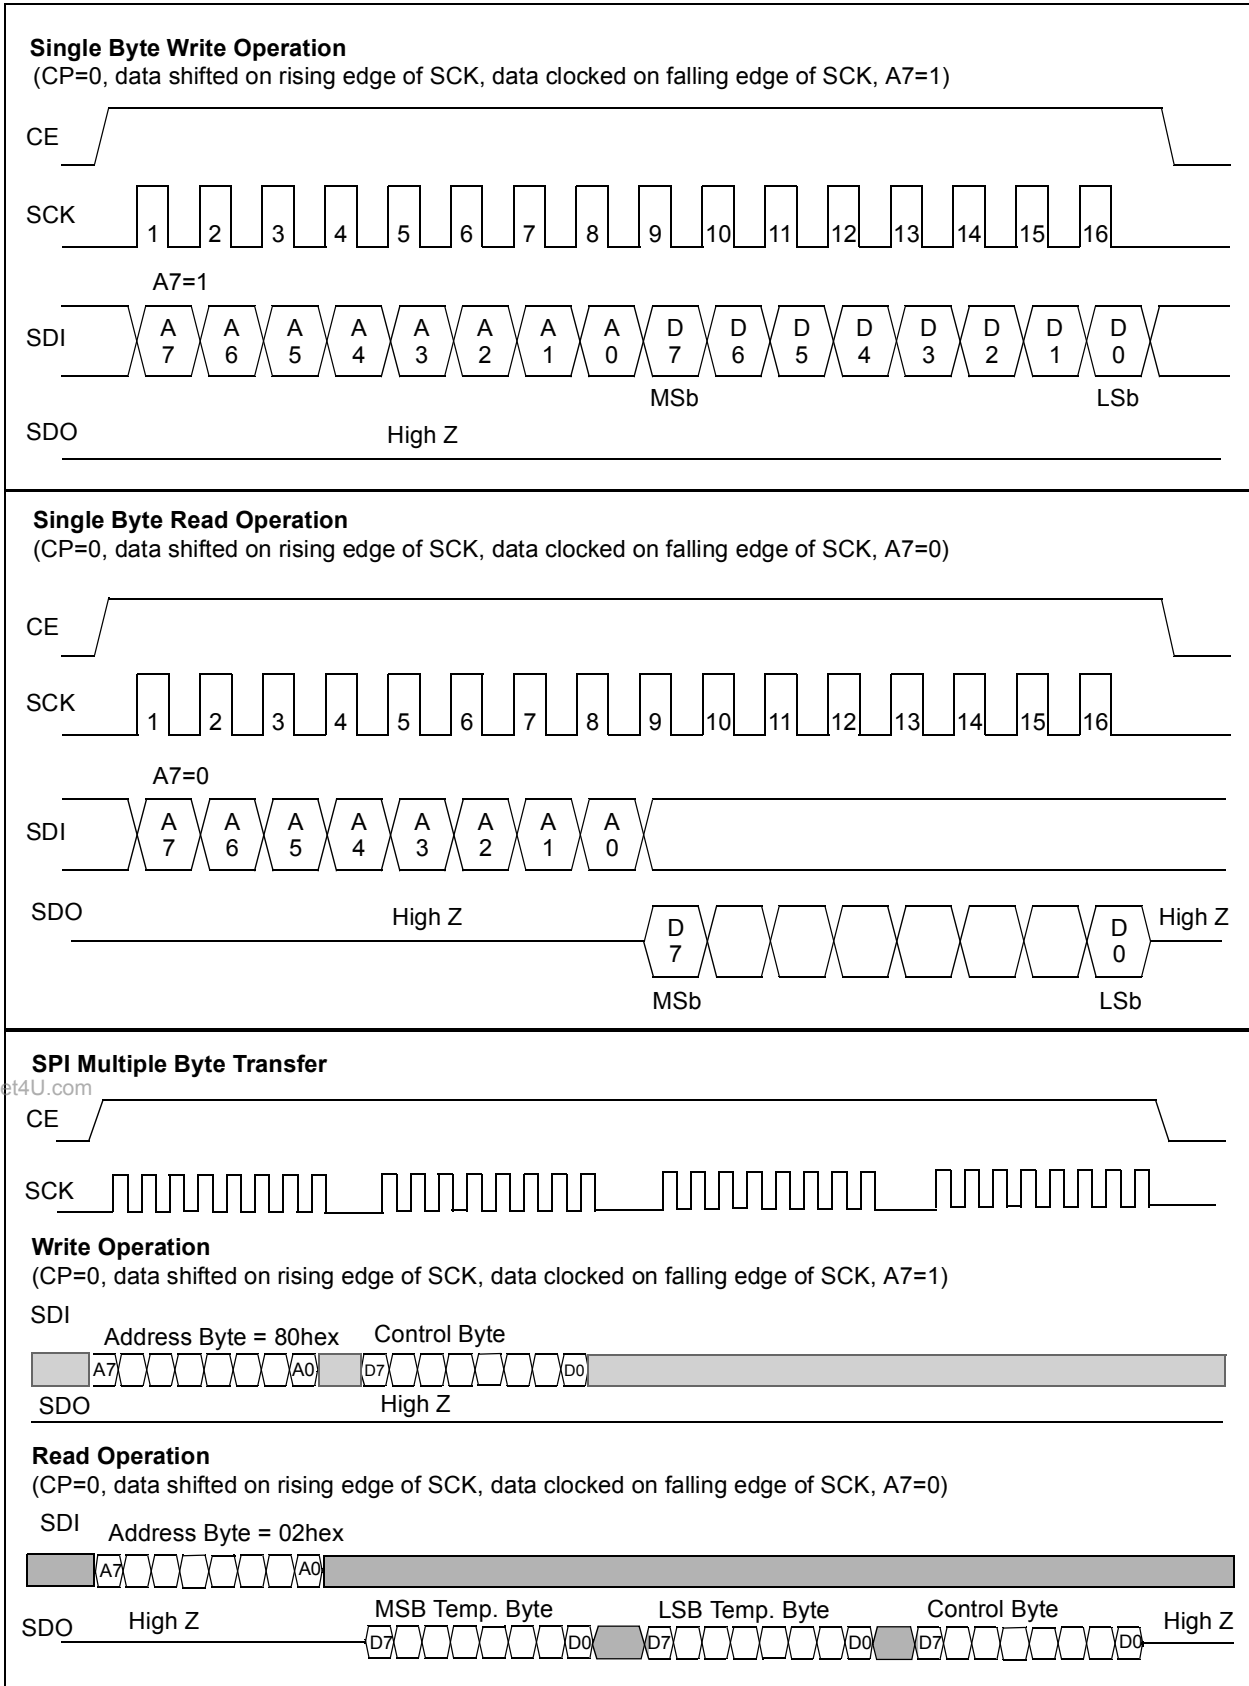 Single Byte Write Operation
(CP=0, data shifted on rising edge of SCK, data clocked on falling edge of SCK, A7=1)
CE
SCK
1 2 3 4 5 6 7 8 9 10 11 12 13 14 15 16
A7=1
SDI
A A A A A A A A D D D D D D D D
7 6 5 4 3 2 1 0 7 6 5 4 3 2 1 0
MSb LSb
SDO High Z
Single Byte Read Operation
(CP=0, data shifted on rising edge of SCK, data clocked on falling edge of SCK, A7=0)
CE
SCK
1 2 3 4 5 6 7 8 9 10 11 12 13 14 15 16
A7=0
SDI
A A A A A A A A
7 6 5 4 3 2 1 0
SDO High Z High Z
D D
7 0
MSb LSb
SPI Multiple Byte Transfer
et4U.com
CE
SCK
Write Operation
(CP=0, data shifted on rising edge of SCK, data clocked on falling edge of SCK, A7=1)
SDI
Address Byte = 80hex Control Byte
A7 A0 D7 D0
SDO High Z
Read Operation
(CP=0, data shifted on rising edge of SCK, data clocked on falling edge of SCK, A7=0)
SDI
Address Byte = 02hex
A7 A0
MSB Temp. Byte LSB Temp. Byte Control Byte
SDO High Z High Z
D7 D0 D7 D0 D7 D0